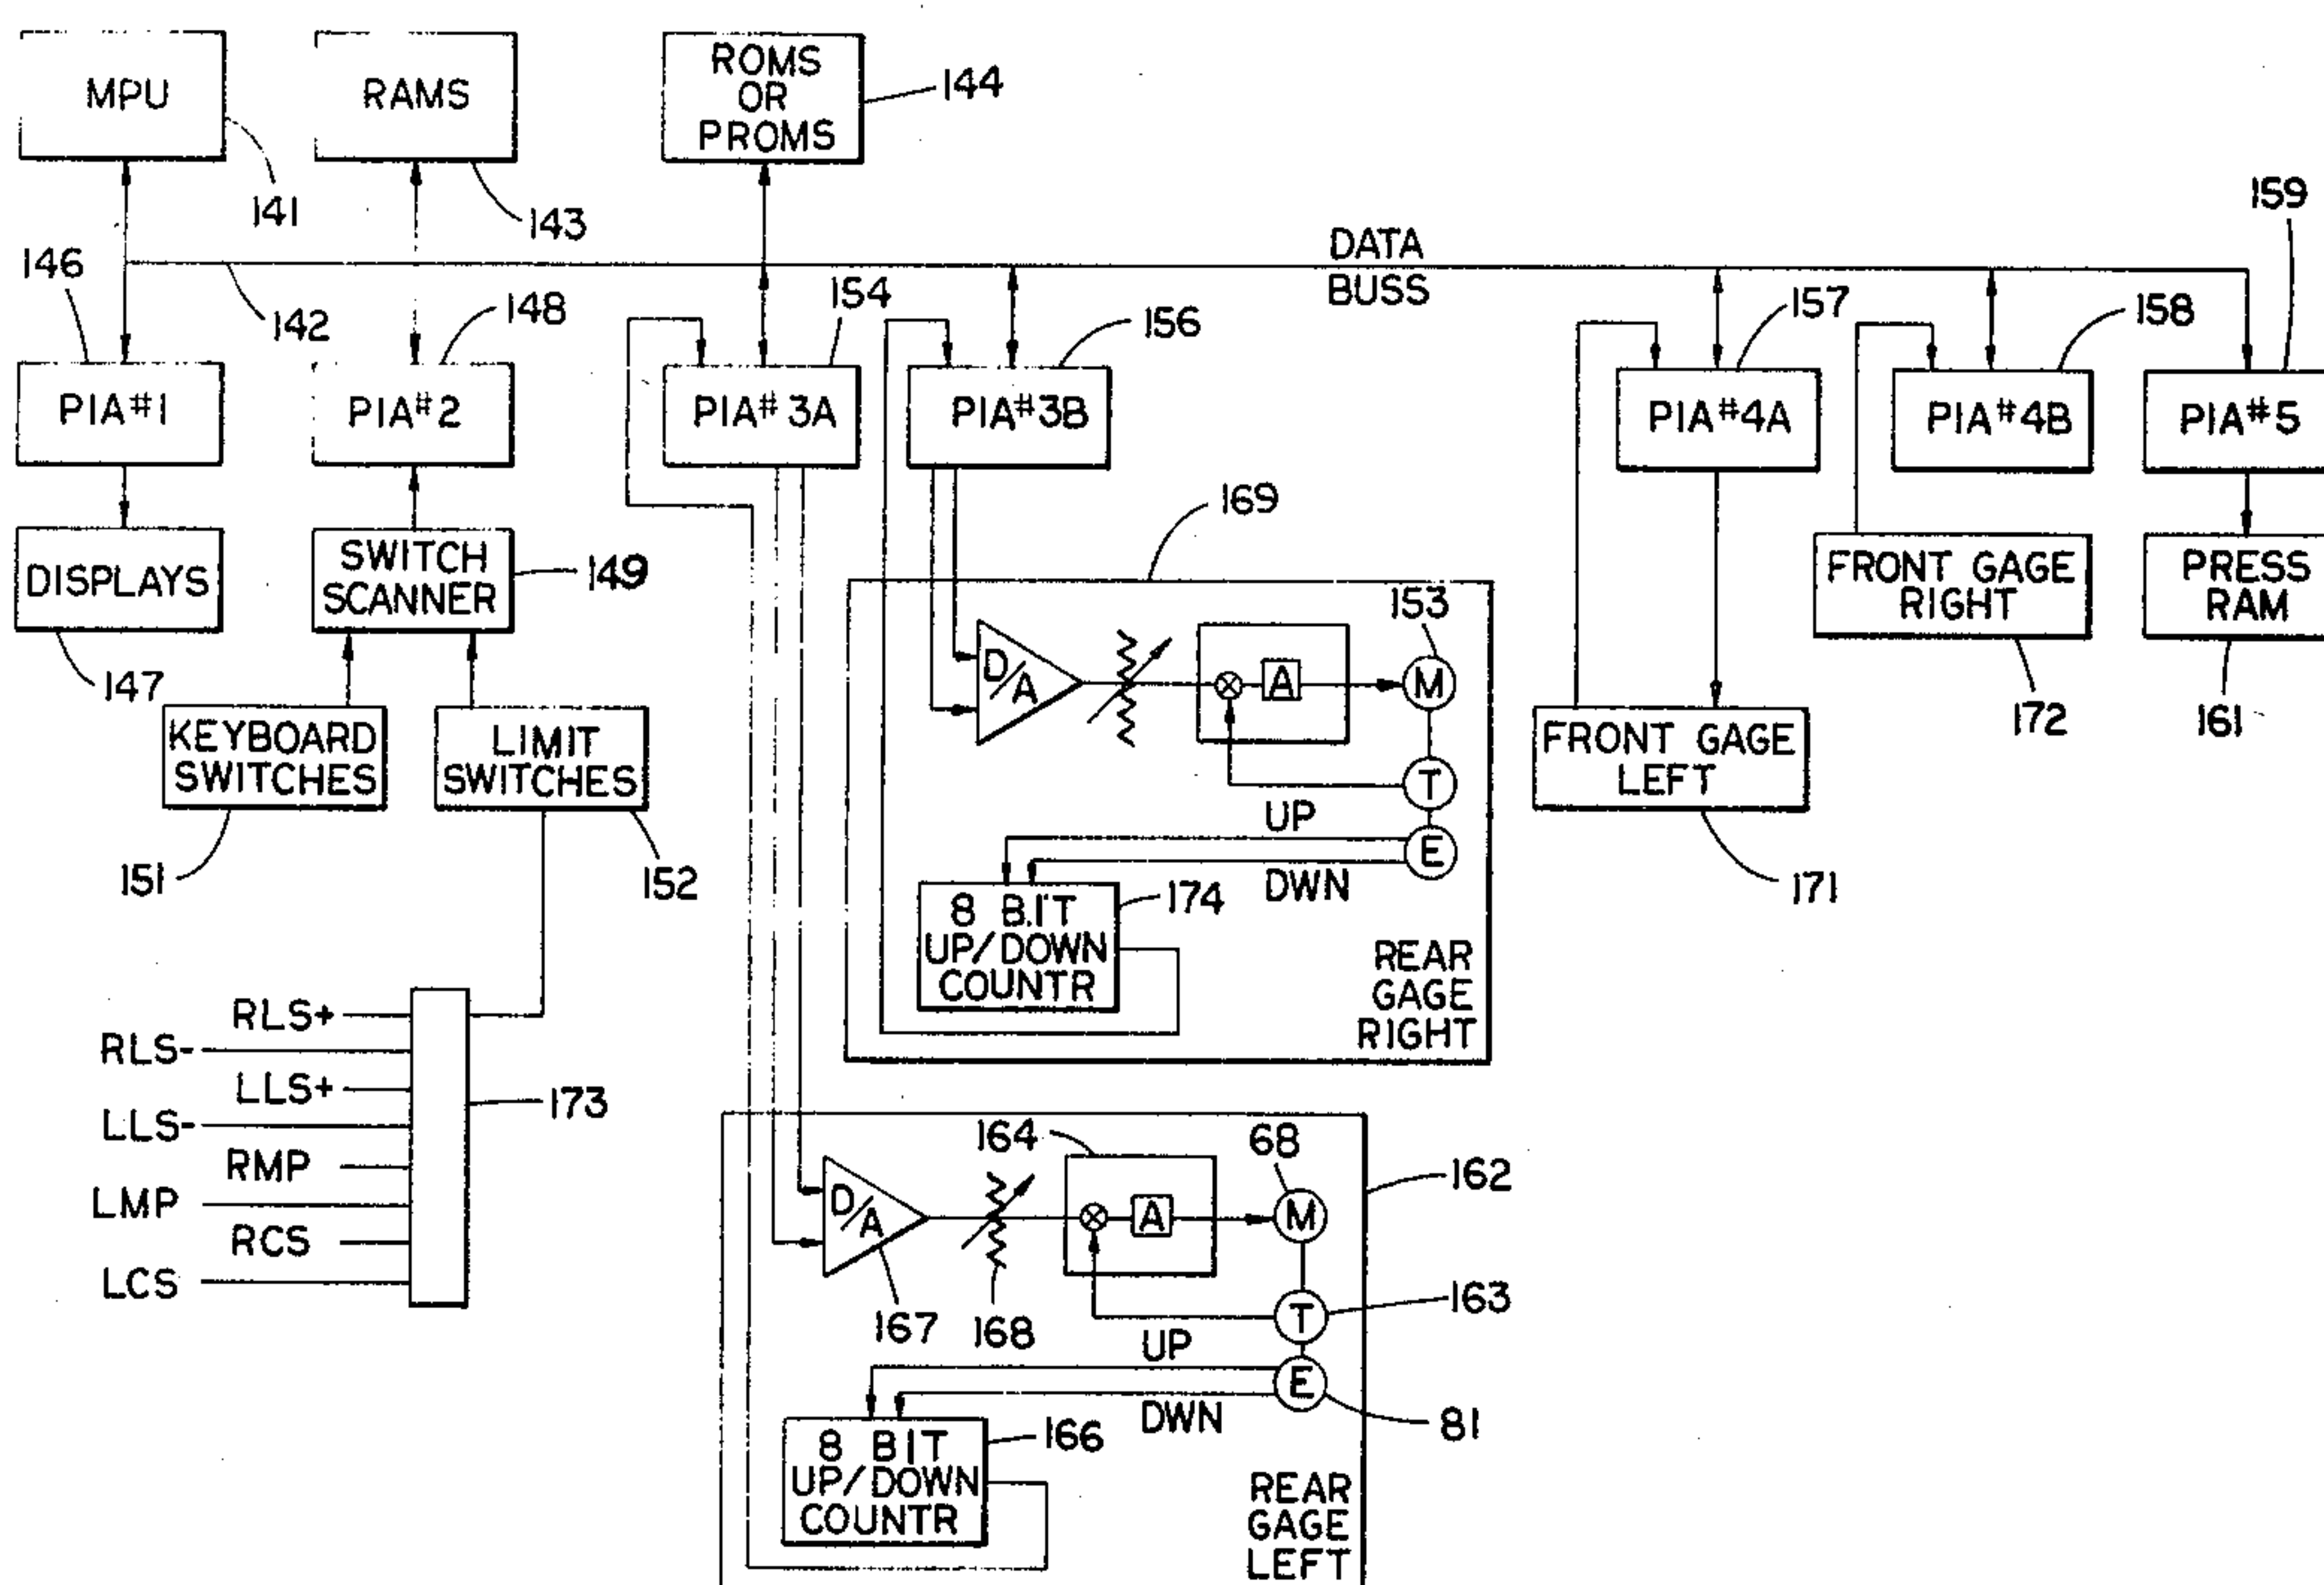 MPU
RAMS
ROMS
OR
PROMS
144
141
143
159
146
DATA
BUSS
142
148
154
156
157
158
PIA#1
PIA#2
PIA#3A
PIA#3B
PIA#4A
PIA#4B
PIA#5
DISPLAYS
SWITCH
SCANNER
149
169
FRONT GAGE
RIGHT
PRESS
RAM
147
153
172
161
KEYBOARD
SWITCHES
LIMIT
SWITCHES
D/A
A
M
FRONT GAGE
LEFT
T
UP
E
DWN
151
152
171
8 B.IT
UP/DOWN
COUNTR
174
REAR
GAGE
RIGHT
RLS+
RLS-
LLS+
LLS-
RMP
LMP
RCS
LCS
173
164
68
162
D/A
A
M
167
168
T
163
UP
E
81
DWN
8 BIT
UP/DOWN
COUNTR
166
REAR
GAGE
LEFT